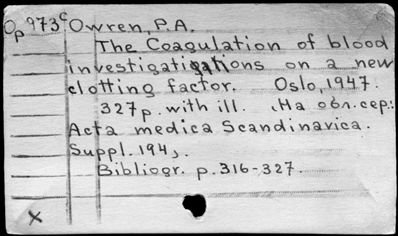 Op 973c Owren, P.A.
The Coagulation of blood
investigations on a new
clotting factor. Oslo, 1947.
327p. with ill. (На обл. сер.:
Acta medica Scandinavica.
Suppl. 194).
Bibliogr. p. 316-327.
X